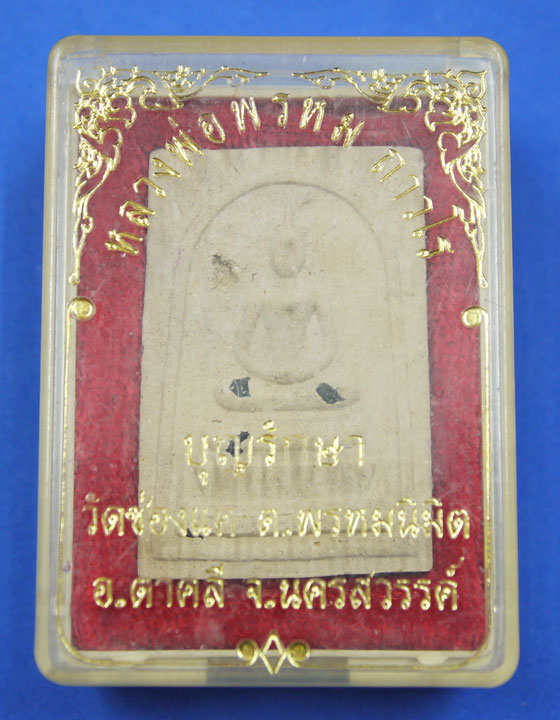 หลวงพ่อพรหม ถาวโร
บุญรักษา
วัดช่องแค ต.พรหมนิมิต
อ.ตาคลี จ.นครสวรรค์